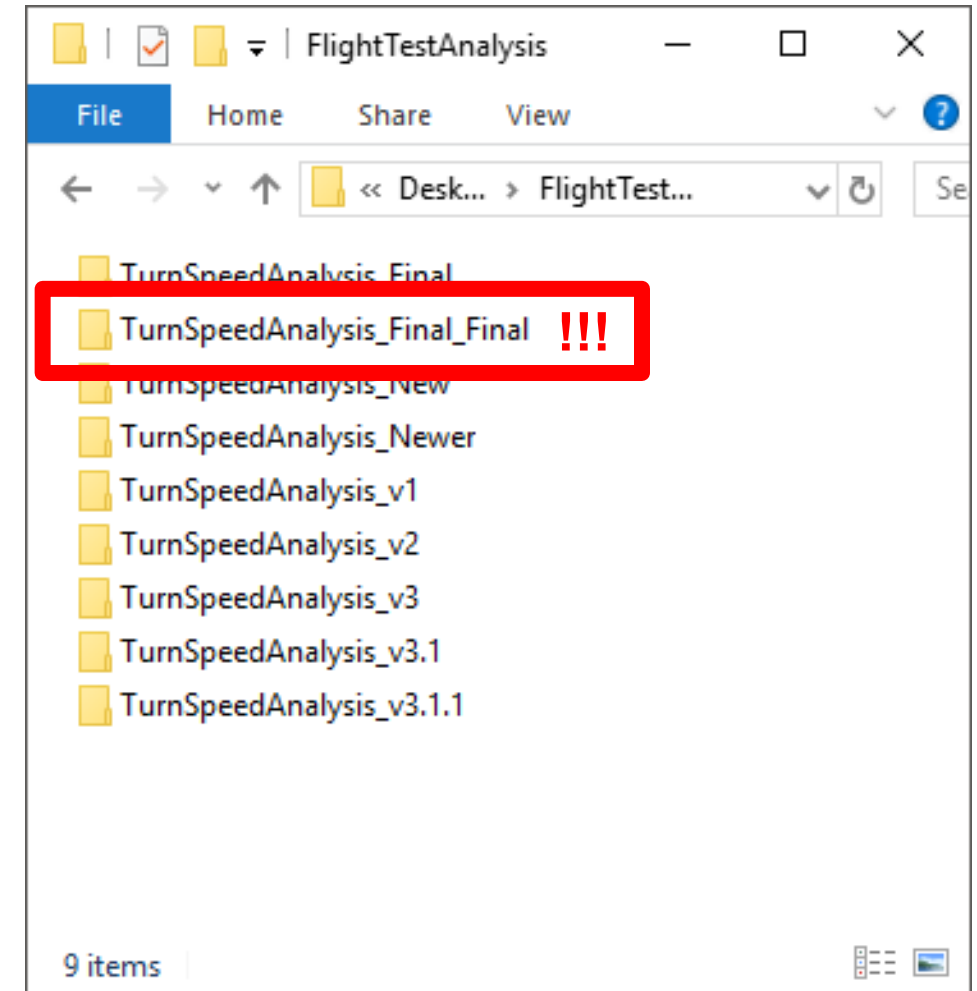 FlightTestAnalysis
File Home Share View ?
« Desk... › FlightTest... Se
TurnSpeedAnalysis_Final
TurnSpeedAnalysis_Final_Final !!!
TurnSpeedAnalysis_New
TurnSpeedAnalysis_Newer
TurnSpeedAnalysis_v1
TurnSpeedAnalysis_v2
TurnSpeedAnalysis_v3
TurnSpeedAnalysis_v3.1
TurnSpeedAnalysis_v3.1.1
9 items